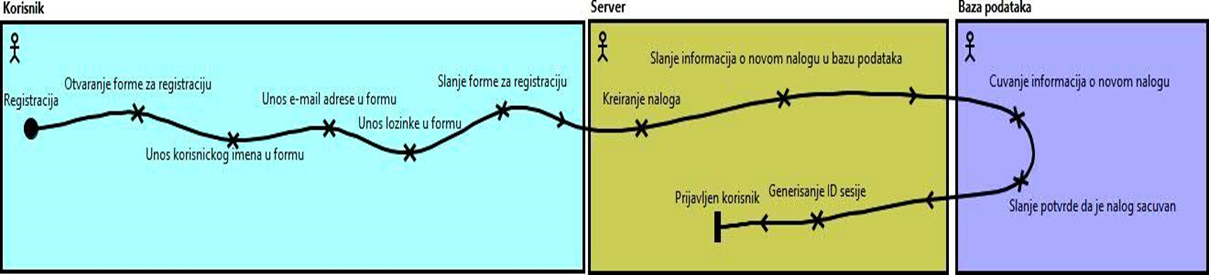 Korisnik
Registracija
Otvaranje forme za registraciju
Unos korisnickog imena u formu
Unos e-mail adrese u formu
Unos lozinke u formu
Slanje forme za registraciju
Server
Kreiranje naloga
Slanje informacija o novom nalogu u bazu podataka
Baza podataka
Cuvanje informacija o novom nalogu
Slanje potvrde da je nalog sacuvan
Generisanje ID sesije
Prijavljen korisnik